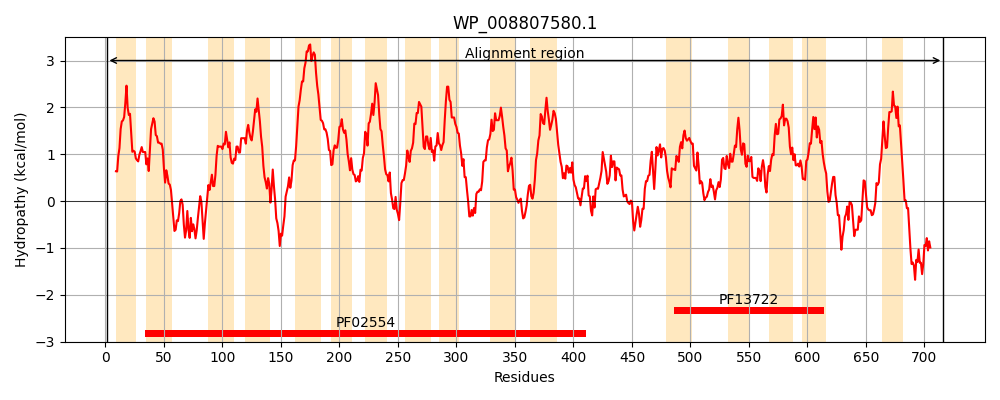 WP_008807580.1
Alignment region
Hydropathy (kcal/mol)
3
2
1
0
−1
−2
−3
PF13722
PF02554
0 50 100 150 200 250 300 350 400 450 500 550 600 650 700
Residues